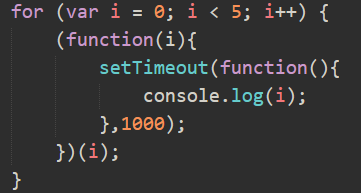 for (var i = 0; i < 5; i++) {
    (function(i){
        setTimeout(function(){
            console.log(i);
        },1000);
    })(i);
}